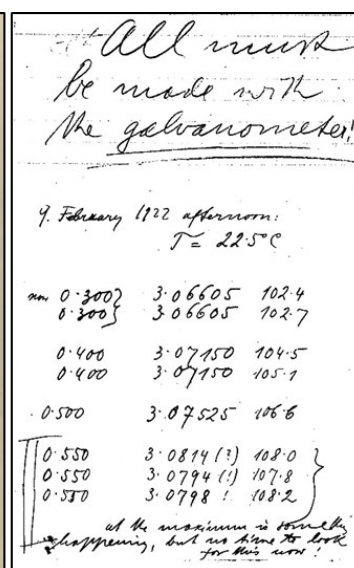 All must
be made with
the galvanometer!
9. February 1922 afternoon:
T = 22.5°C
now 0.300} 3.06605 102.4
0.300} 3.06605 102.7
0.400 3.07150 104.5
0.400 3.07150 105.1
0.500 3.07525 106.6
0.550 3.0814 (?) 108.0
0.550 3.0794 (!) 107.8
0.550 3.0798 ! 108.2
at the maximum is something
happening, but no time to look
for this now!